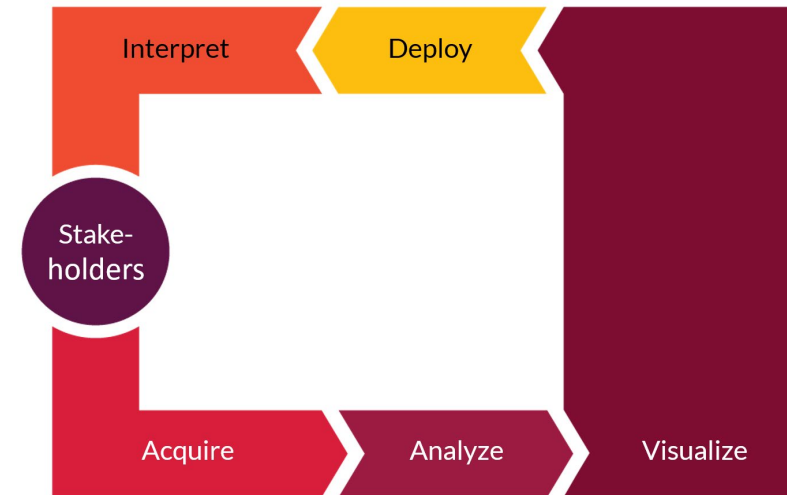 Interpret
Deploy
Stake-
holders
Acquire
Analyze
Visualize